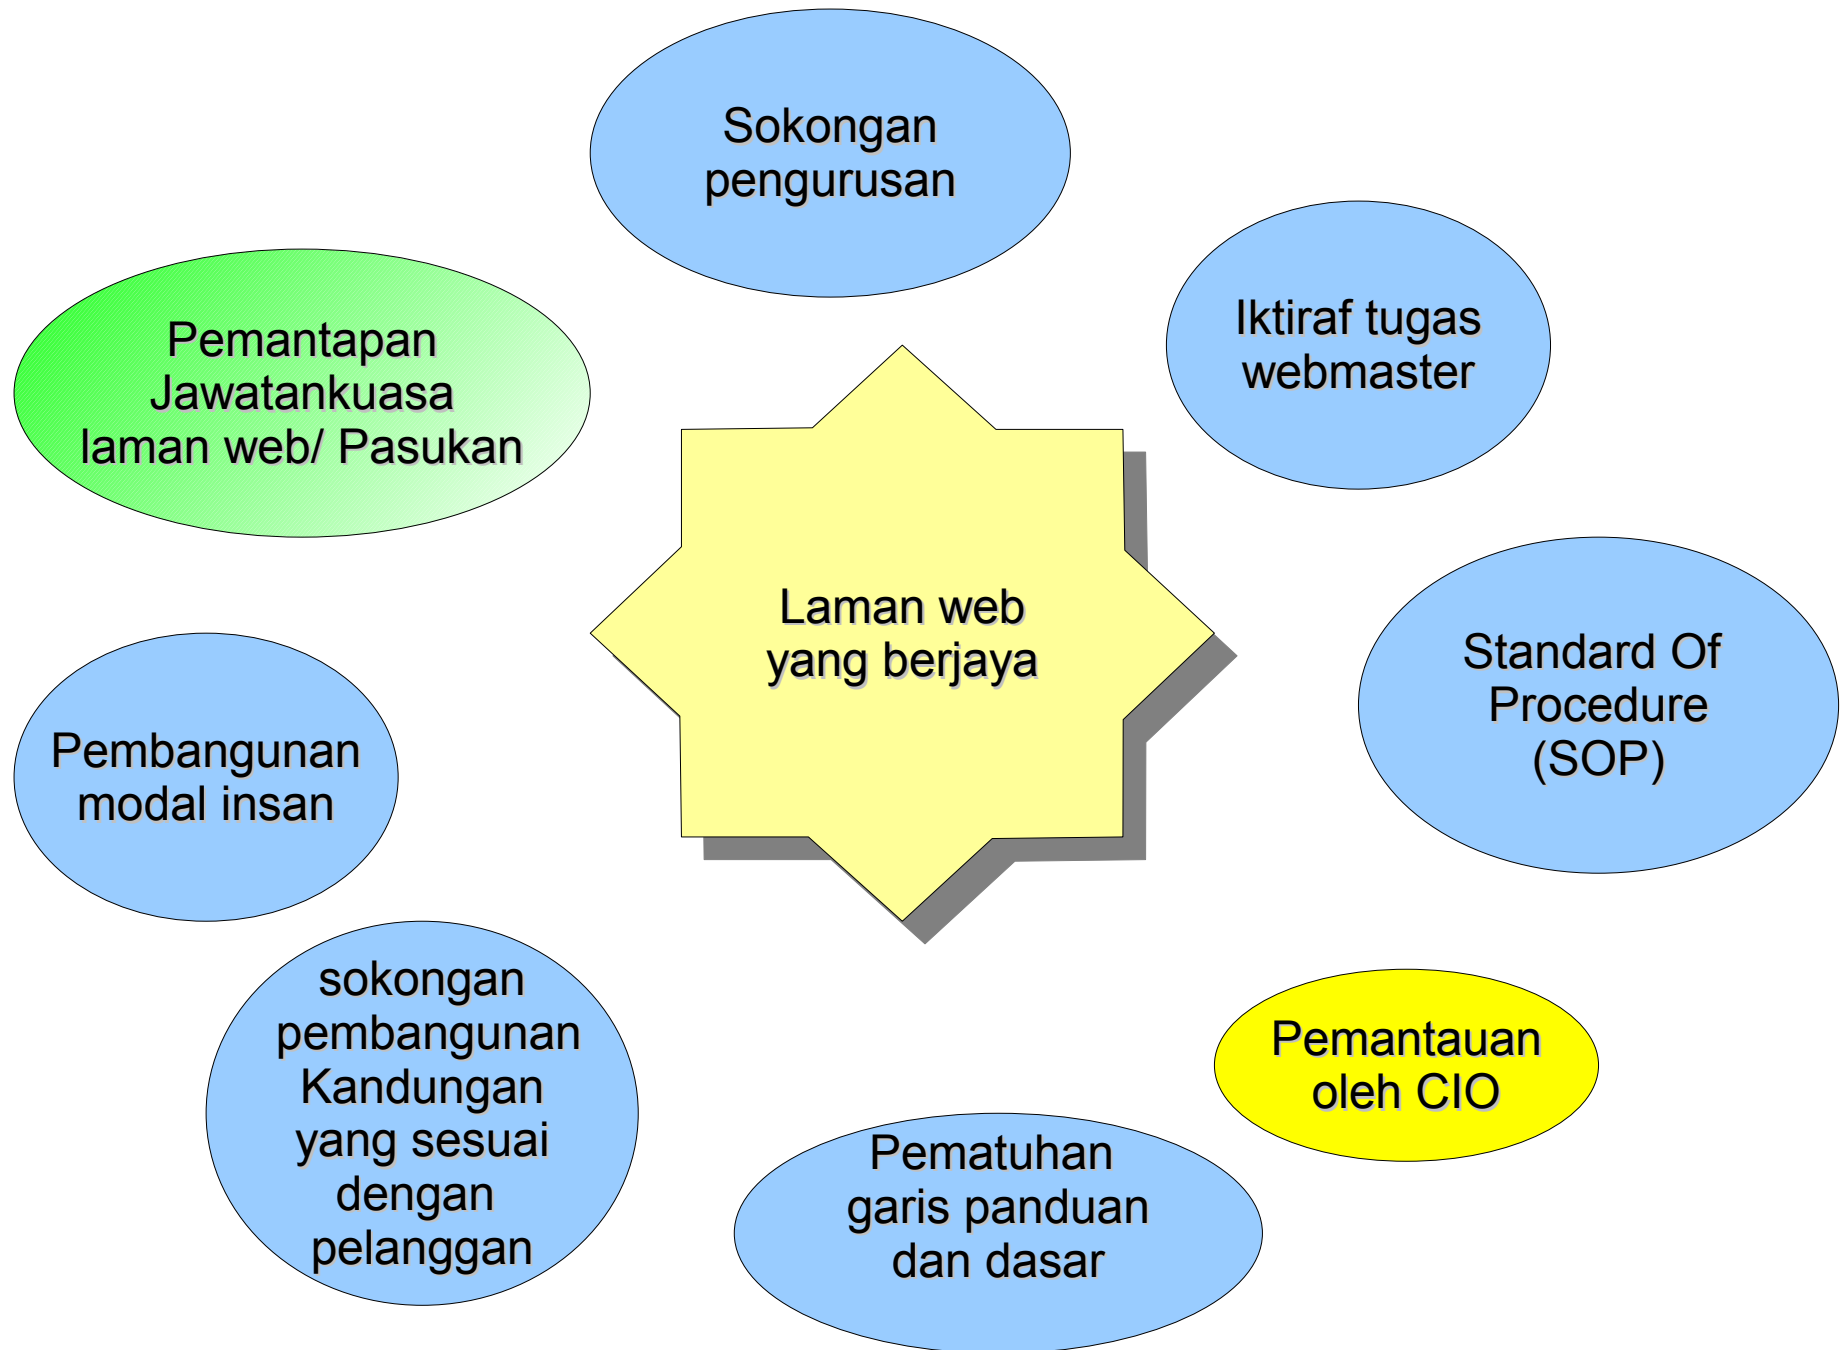 Sokongan
pengurusan
Iktiraf tugas
webmaster
Pemantapan
Jawatankuasa
laman web/ Pasukan
Laman web
yang berjaya
Standard Of
Procedure
(SOP)
Pembangunan
modal insan
sokongan
pembangunan
Kandungan
yang sesuai
dengan
pelanggan
Pemantauan
oleh CIO
Pematuhan
garis panduan
dan dasar